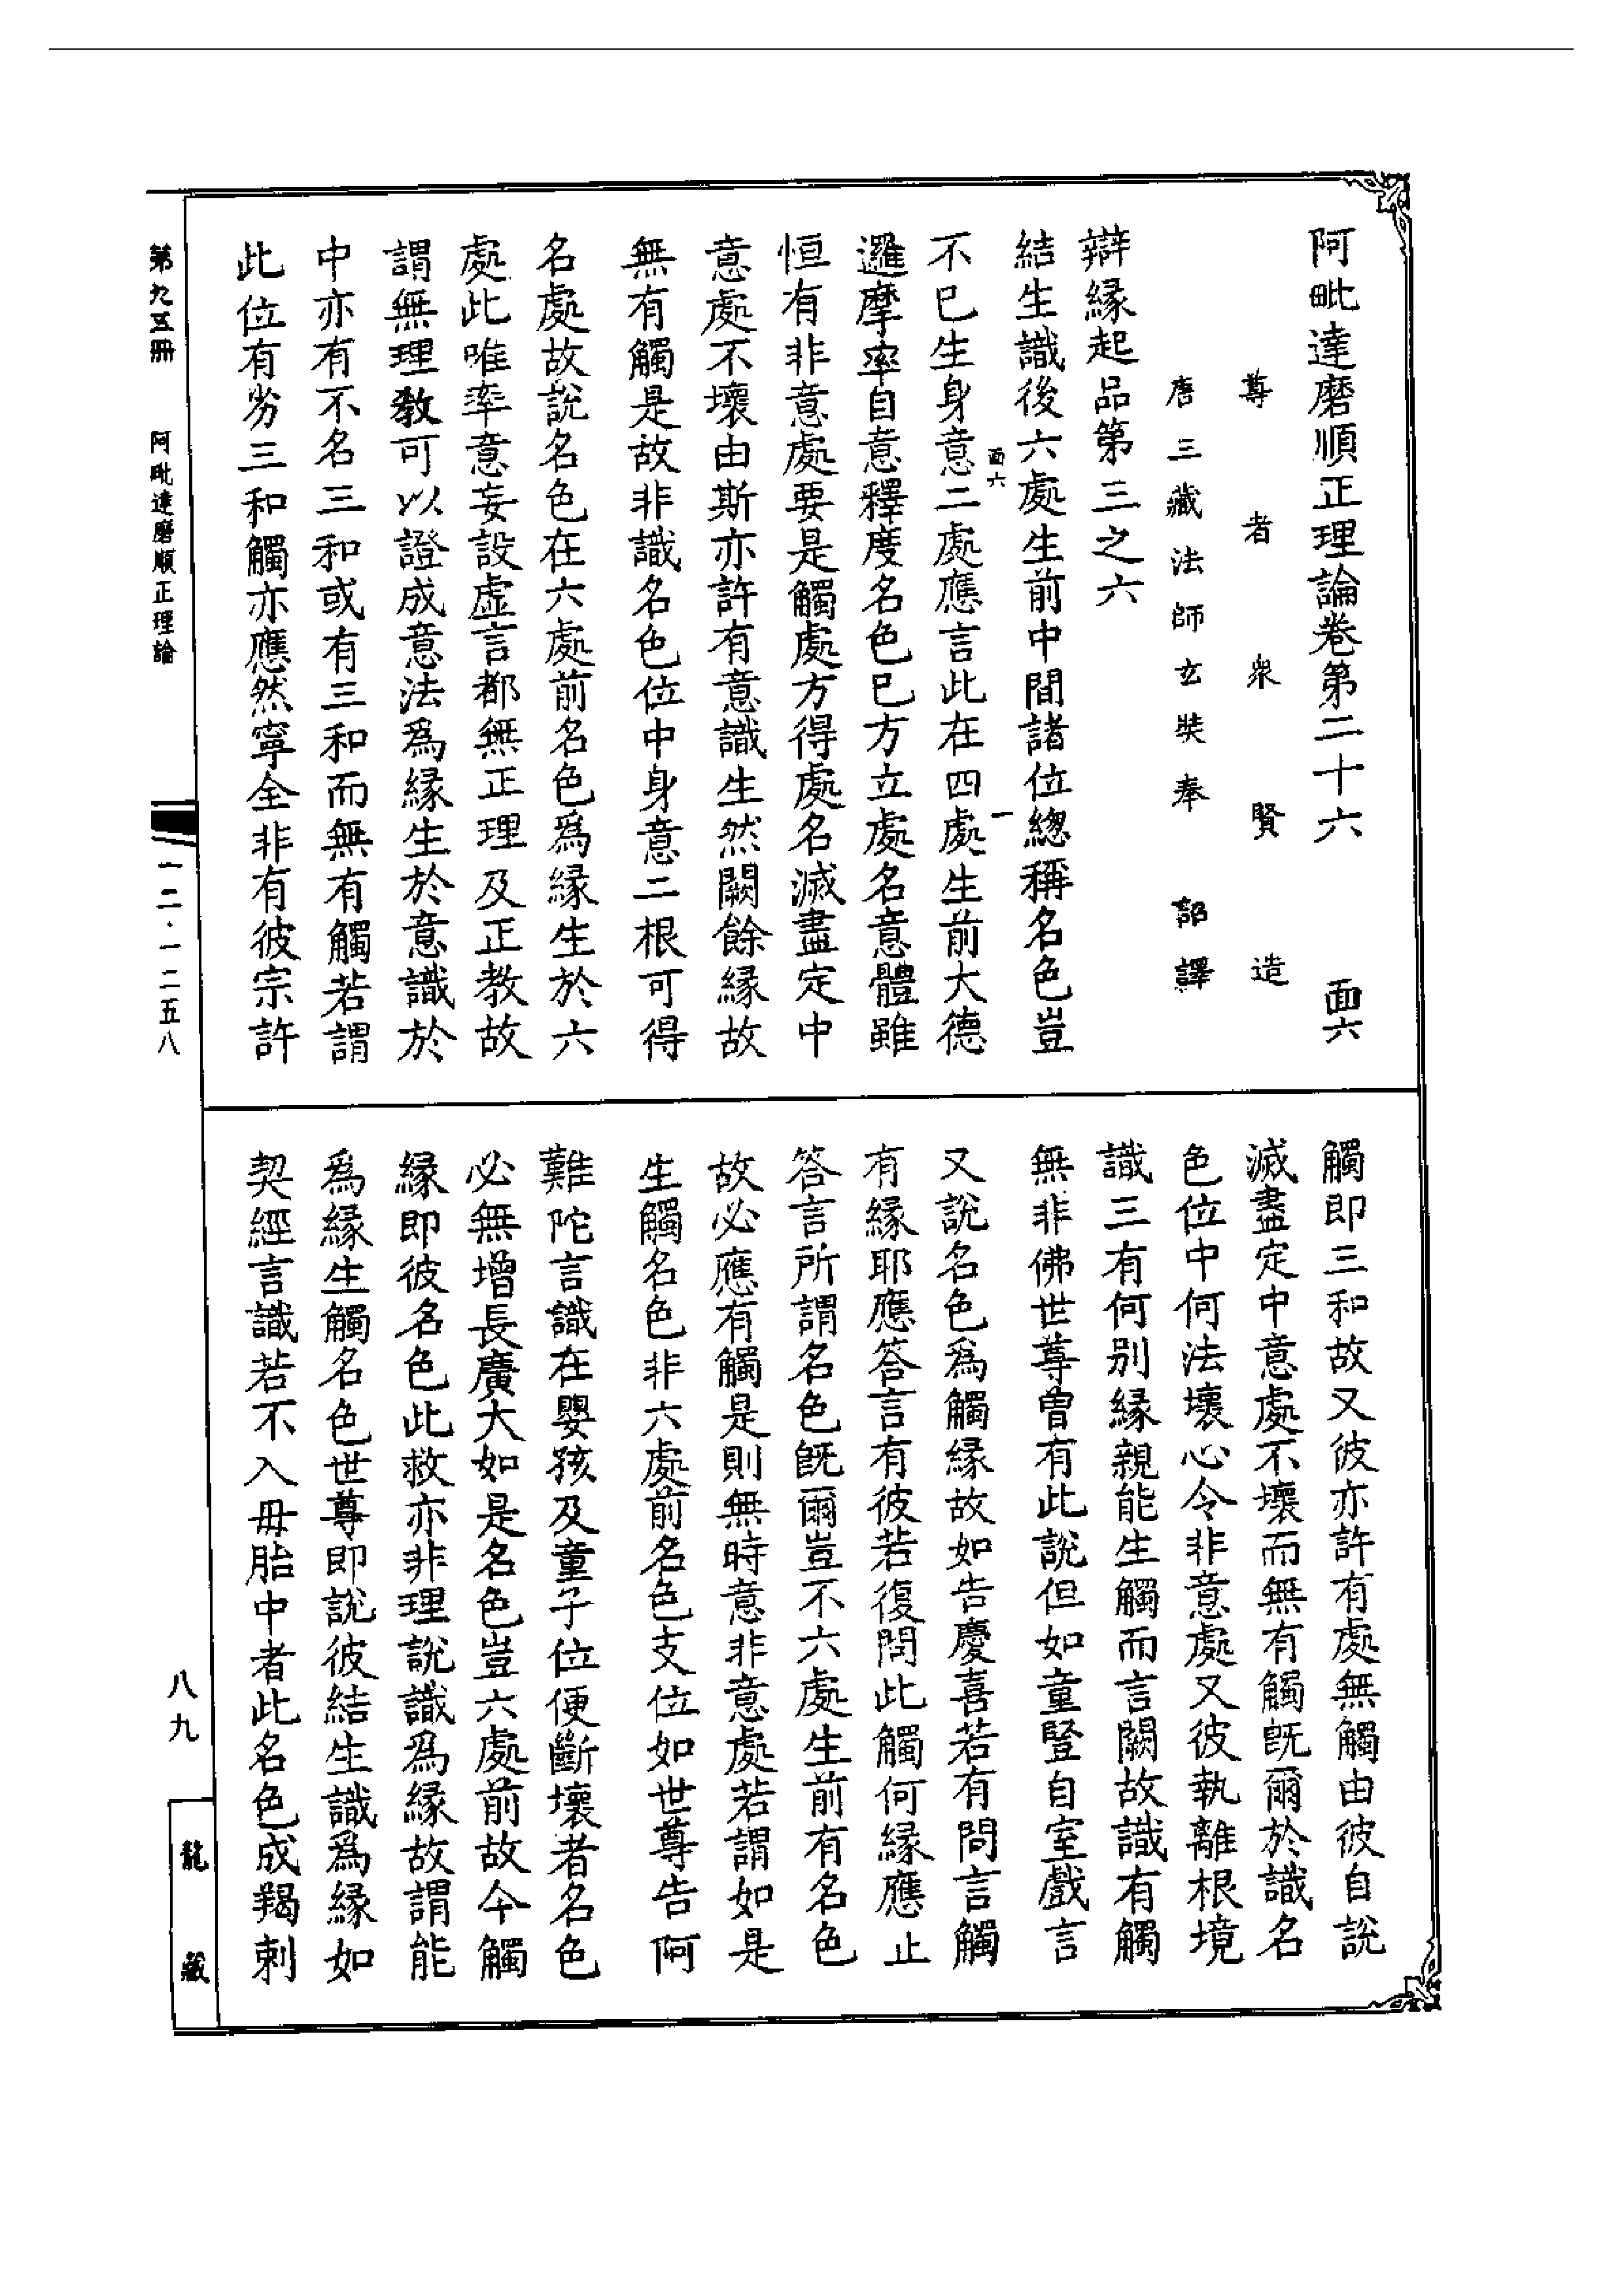 阿毗達磨順正理論卷第二十六　面六
尊者衆賢造
唐三藏法師玄奘奉詔譯
辯緣起品第三之六
結生識後六處生前中間諸位總稱名色豈
不已生身意二處應言此在四處生前大德
面六　一
邏摩率自意釋度名色已方立處名意體雖
恒有非意處要是觸處方得處名滅盡定中
意處不壞由斯亦許有意識生然闕餘緣故
無有觸是故非識名色位中身意二根可得
名處故說名色在六處前名色爲緣生於六
處此唯率意妄設虛言都無正理及正教故
謂無理教可以證成意法爲緣生於意識於
中亦有不名三和或有三和而無有觸若謂
此位有劣三和觸亦應然寧全非有彼宗許
觸即三和故又彼亦許有處無觸由彼自說
滅盡定中意處不壞而無有觸旣爾於識名
色位中何法壞心令非意處又彼執離根境
識三有何別緣親能生觸而言闕故識有觸
無非佛世尊曾有此說但如童豎自室戲言
又說名色爲觸緣故如告慶喜若有問言觸
有緣耶應答言有彼若復問此觸何緣應止
答言所謂名色旣爾豈不六處生前有名色
故必應有觸是則無時意非意處若謂如是
生觸名色非六處前名色支位如世尊告阿
難陀言識在嬰孩及童子位便斷壞者名色
必無增長廣大如是名色豈六處前故今觸
緣即彼名色此救亦非理說識爲緣故謂能
爲緣生觸名色世尊即說彼結生識爲緣如
契經言識若不入毋胎中者此名色成羯剌
第九五冊　阿毗達磨順正理論　一二·一二五八　八九　龍藏